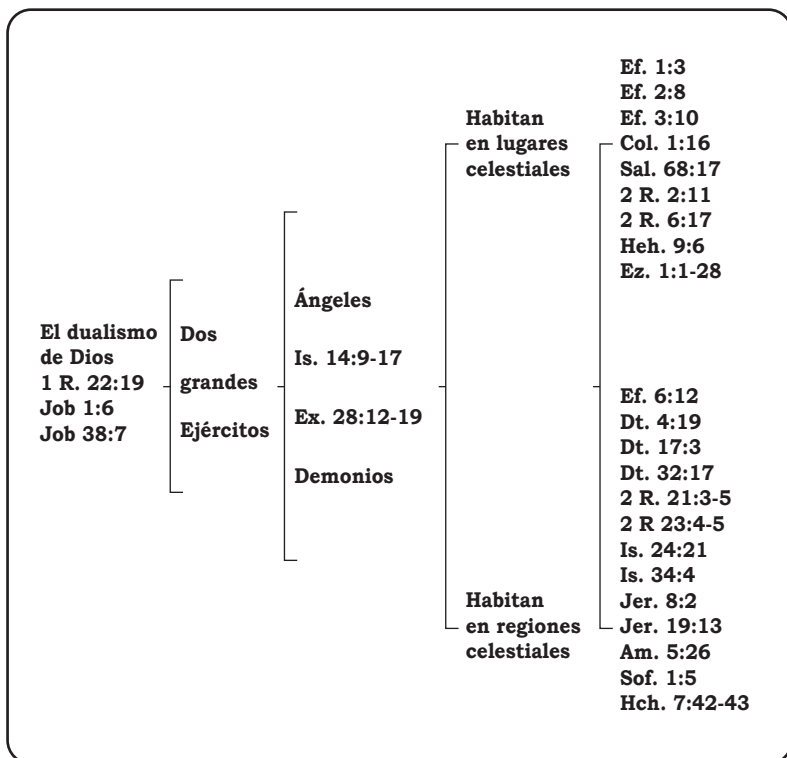 El dualismo
de Dios
1 R. 22:19
Job 1:6
Job 38:7
Dos
grandes
Ejércitos
Ángeles
Is. 14:9-17
Ex. 28:12-19
Demonios
Habitan
en lugares
celestiales
Ef. 1:3
Ef. 2:8
Ef. 3:10
Col. 1:16
Sal. 68:17
2 R. 2:11
2 R. 6:17
Heh. 9:6
Ez. 1:1-28
Habitan
en regiones
celestiales
Ef. 6:12
Dt. 4:19
Dt. 17:3
Dt. 32:17
2 R. 21:3-5
2 R 23:4-5
Is. 24:21
Is. 34:4
Jer. 8:2
Jer. 19:13
Am. 5:26
Sof. 1:5
Hch. 7:42-43